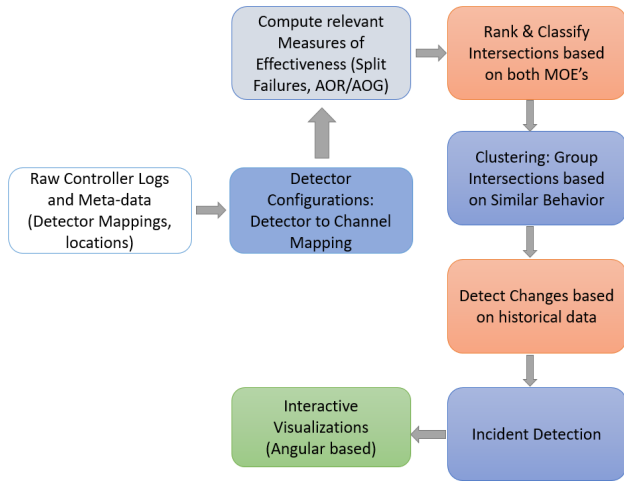 Raw Controller Logs
and Meta-data
(Detector Mappings,
locations)
Detector
Configurations:
Detector to Channel
Mapping
Compute relevant
Measures of
Effectiveness (Split
Failures, AOR/AOG)
Rank & Classify
Intersections based
on both MOE's
Clustering: Group
Intersections based
on Similar Behavior
Detect Changes based
on historical data
Incident Detection
Interactive
Visualizations
(Angular based)